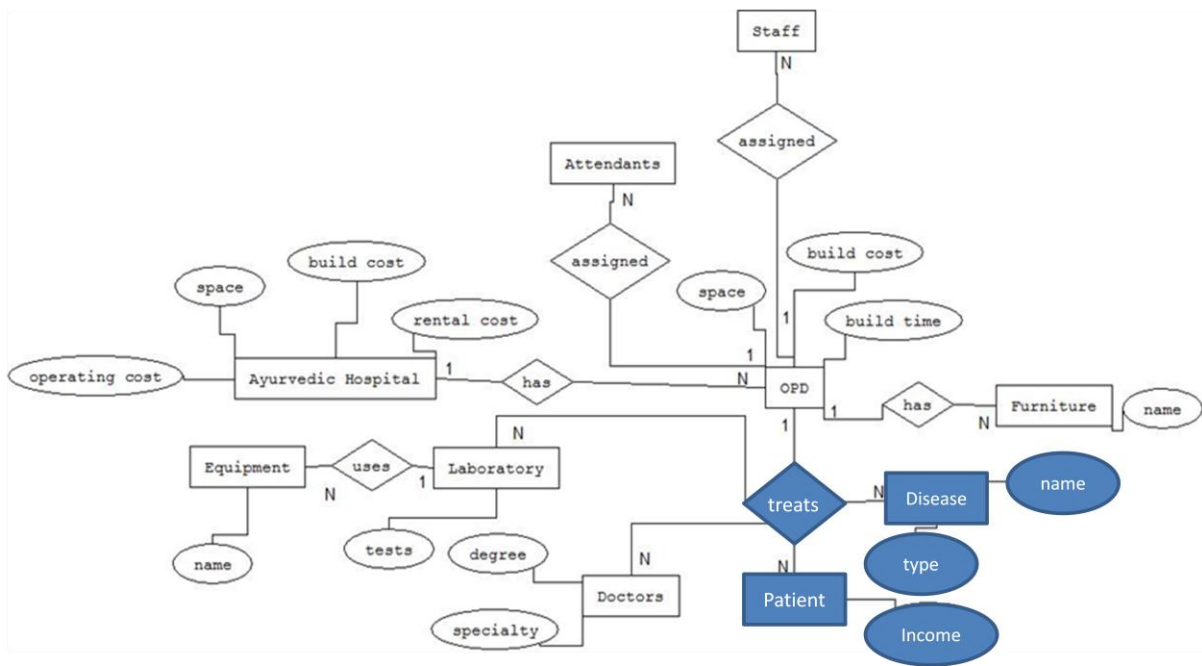 Staff
N
assigned
Attendants
N
assigned
build cost
space
build time
1
1
build cost
space
rental cost
operating cost
Ayurvedic Hospital
1
has
N
OPD
1
1
has
N
Furniture
name
Equipment
N
uses
1
Laboratory
N
treats
N
Disease
name
name
tests
degree
N
Doctors
specialty
type
N
Patient
Income